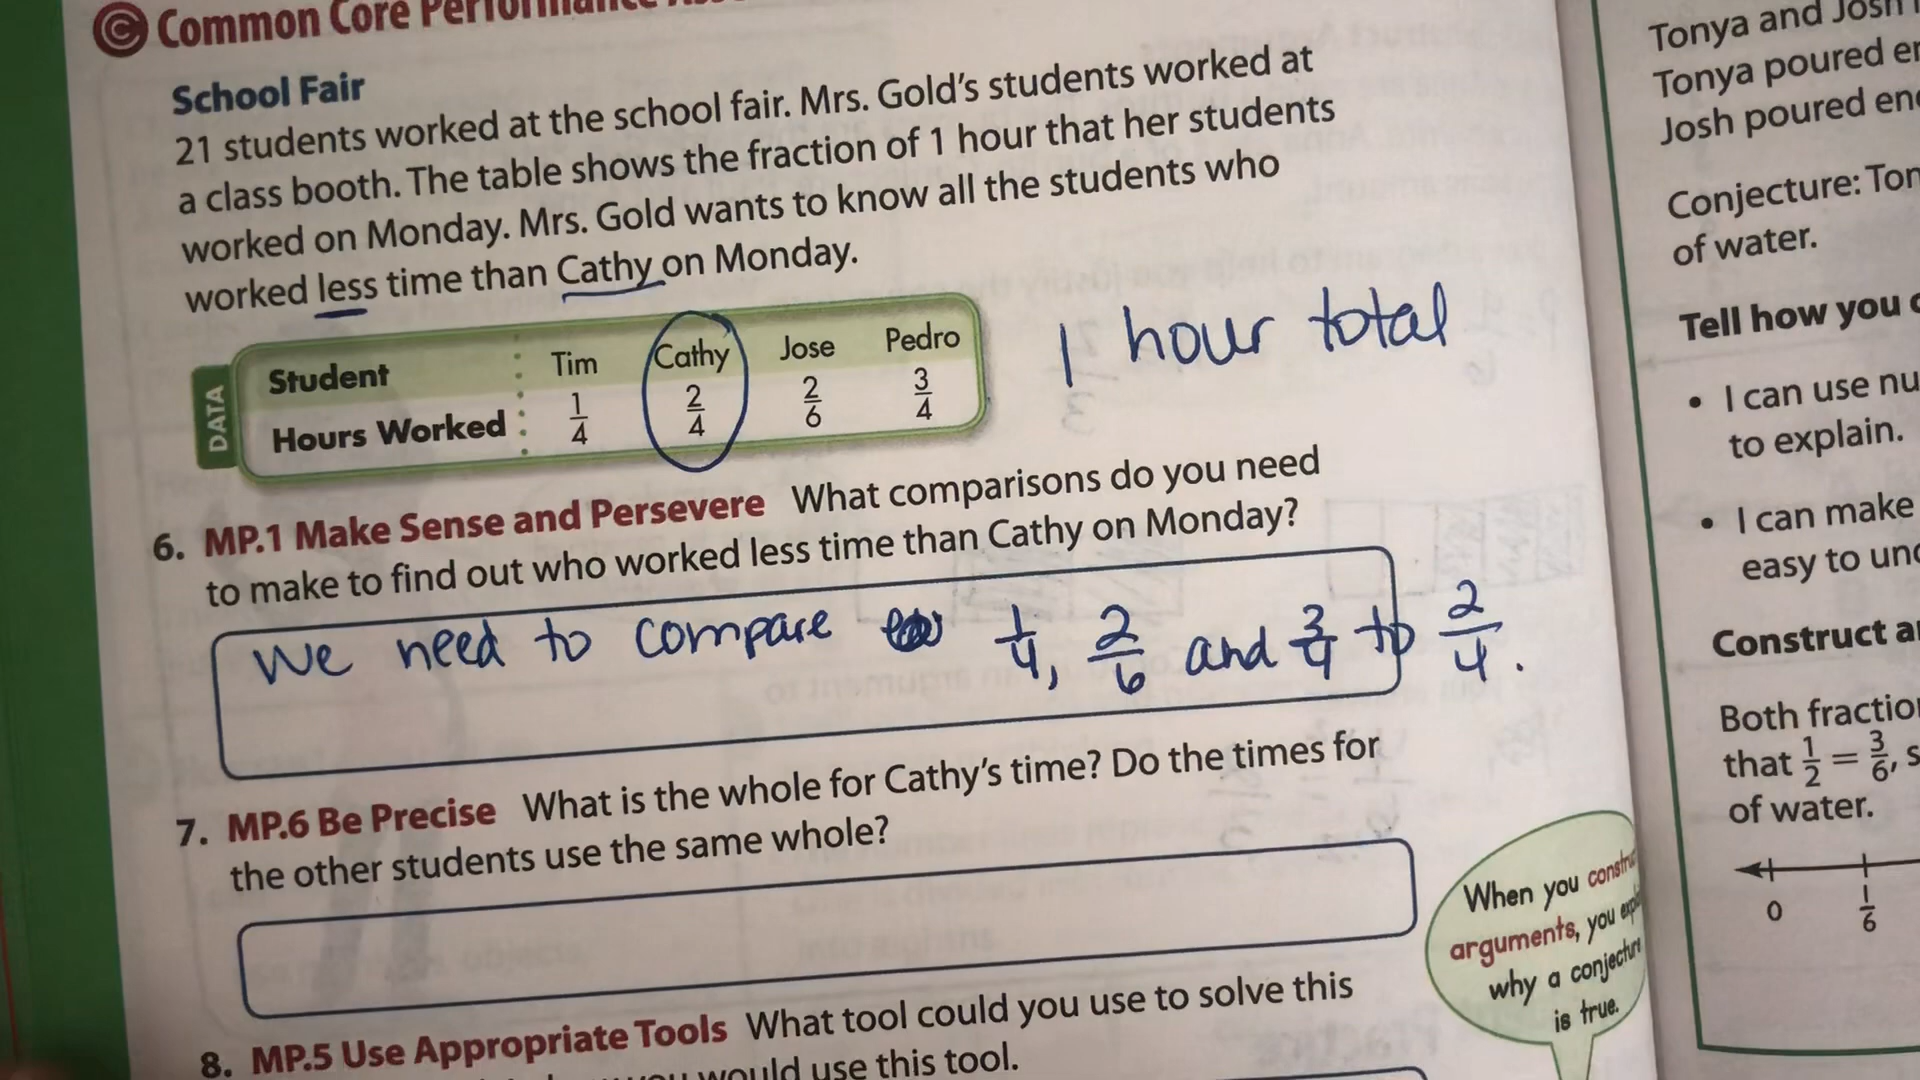 © Common Core
School Fair
21 students worked at the school fair. Mrs. Gold's students worked at
a class booth. The table shows the fraction of 1 hour that her students
worked on Monday. Mrs. Gold wants to know all the students who
worked less time than Cathy on Monday.
DATA
Student Tim Cathy Jose Pedro
Hours Worked 1/4 2/4 2/6 3/4
1 hour total
6. MP.1 Make Sense and Persevere What comparisons do you need
to make to find out who worked less time than Cathy on Monday?
We need to compare 1/4, 2/6 and 3/4 to 2/4.
7. MP.6 Be Precise What is the whole for Cathy's time? Do the times for
the other students use the same whole?
8. MP.5 Use Appropriate Tools What tool could you use to solve this
would use this tool.
When you
arguments, you
why a
is true.
Tonya and Josh
Tonya poured
Josh poured
Conjecture:
of water.
Tell how you
• I can use
to explain.
• I can make
easy to
Construct
Both
that 1/2 = 3/6,
of water.
0 1/6